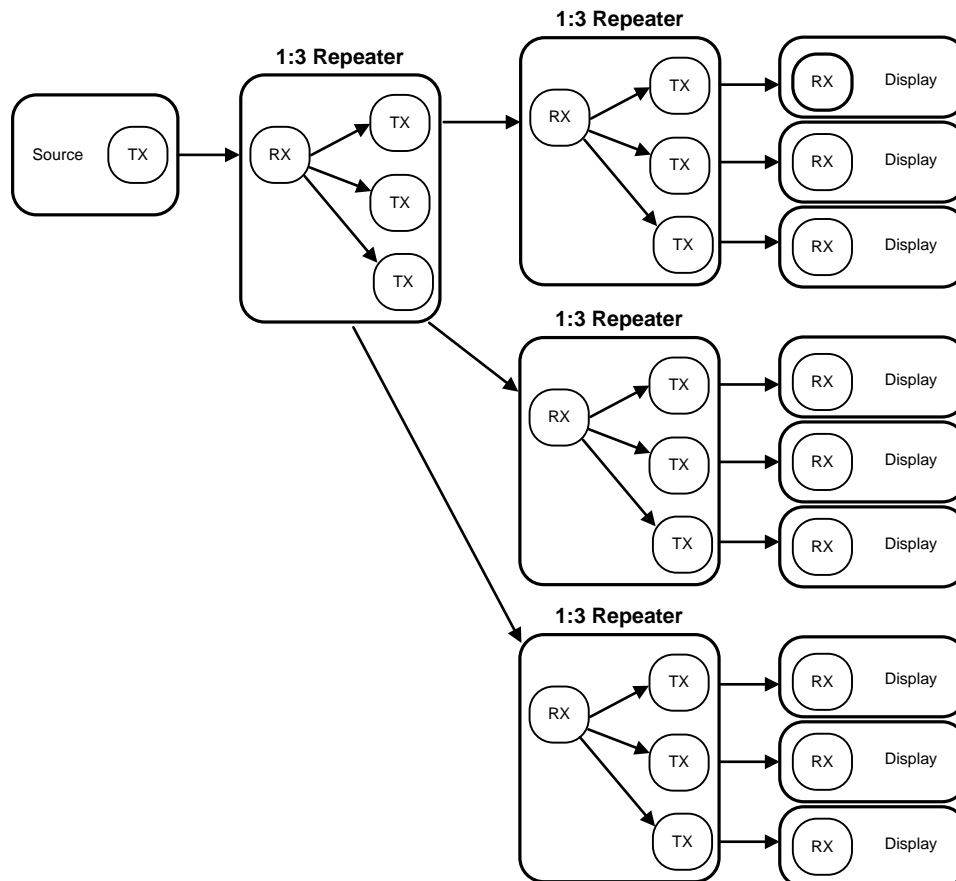 1:3 Repeater
1:3 Repeater
Source
TX
RX
TX
TX
TX
RX
TX
TX
TX
RX
Display
RX
Display
RX
Display
1:3 Repeater
RX
TX
TX
TX
RX
Display
RX
Display
RX
Display
1:3 Repeater
RX
TX
TX
TX
RX
Display
RX
Display
RX
Display